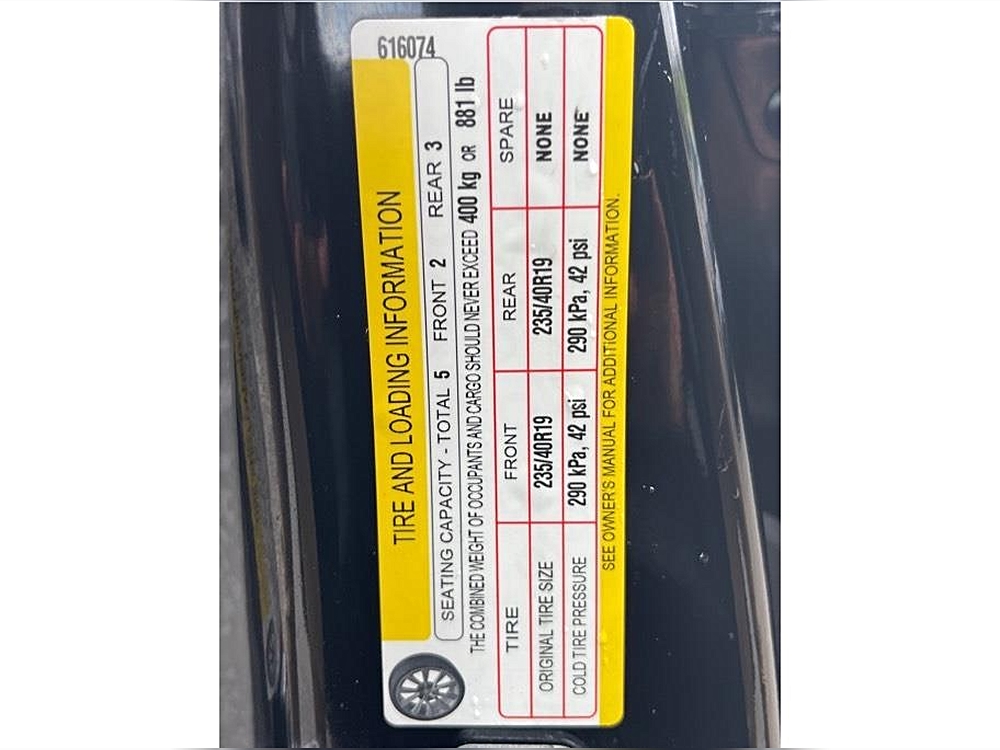 616074
TIRE AND LOADING INFORMATION
SEATING CAPACITY - TOTAL 5 FRONT 2 REAR 3
THE COMBINED WEIGHT OF OCCUPANTS AND CARGO SHOULD NEVER EXCEED 400 kg OR 881 lb
TIRE FRONT REAR SPARE
ORIGINAL TIRE SIZE 235/40R19 235/40R19 NONE
COLD TIRE PRESSURE 290 kPa, 42 psi 290 kPa, 42 psi NONE
SEE OWNER'S MANUAL FOR ADDITIONAL INFORMATION.